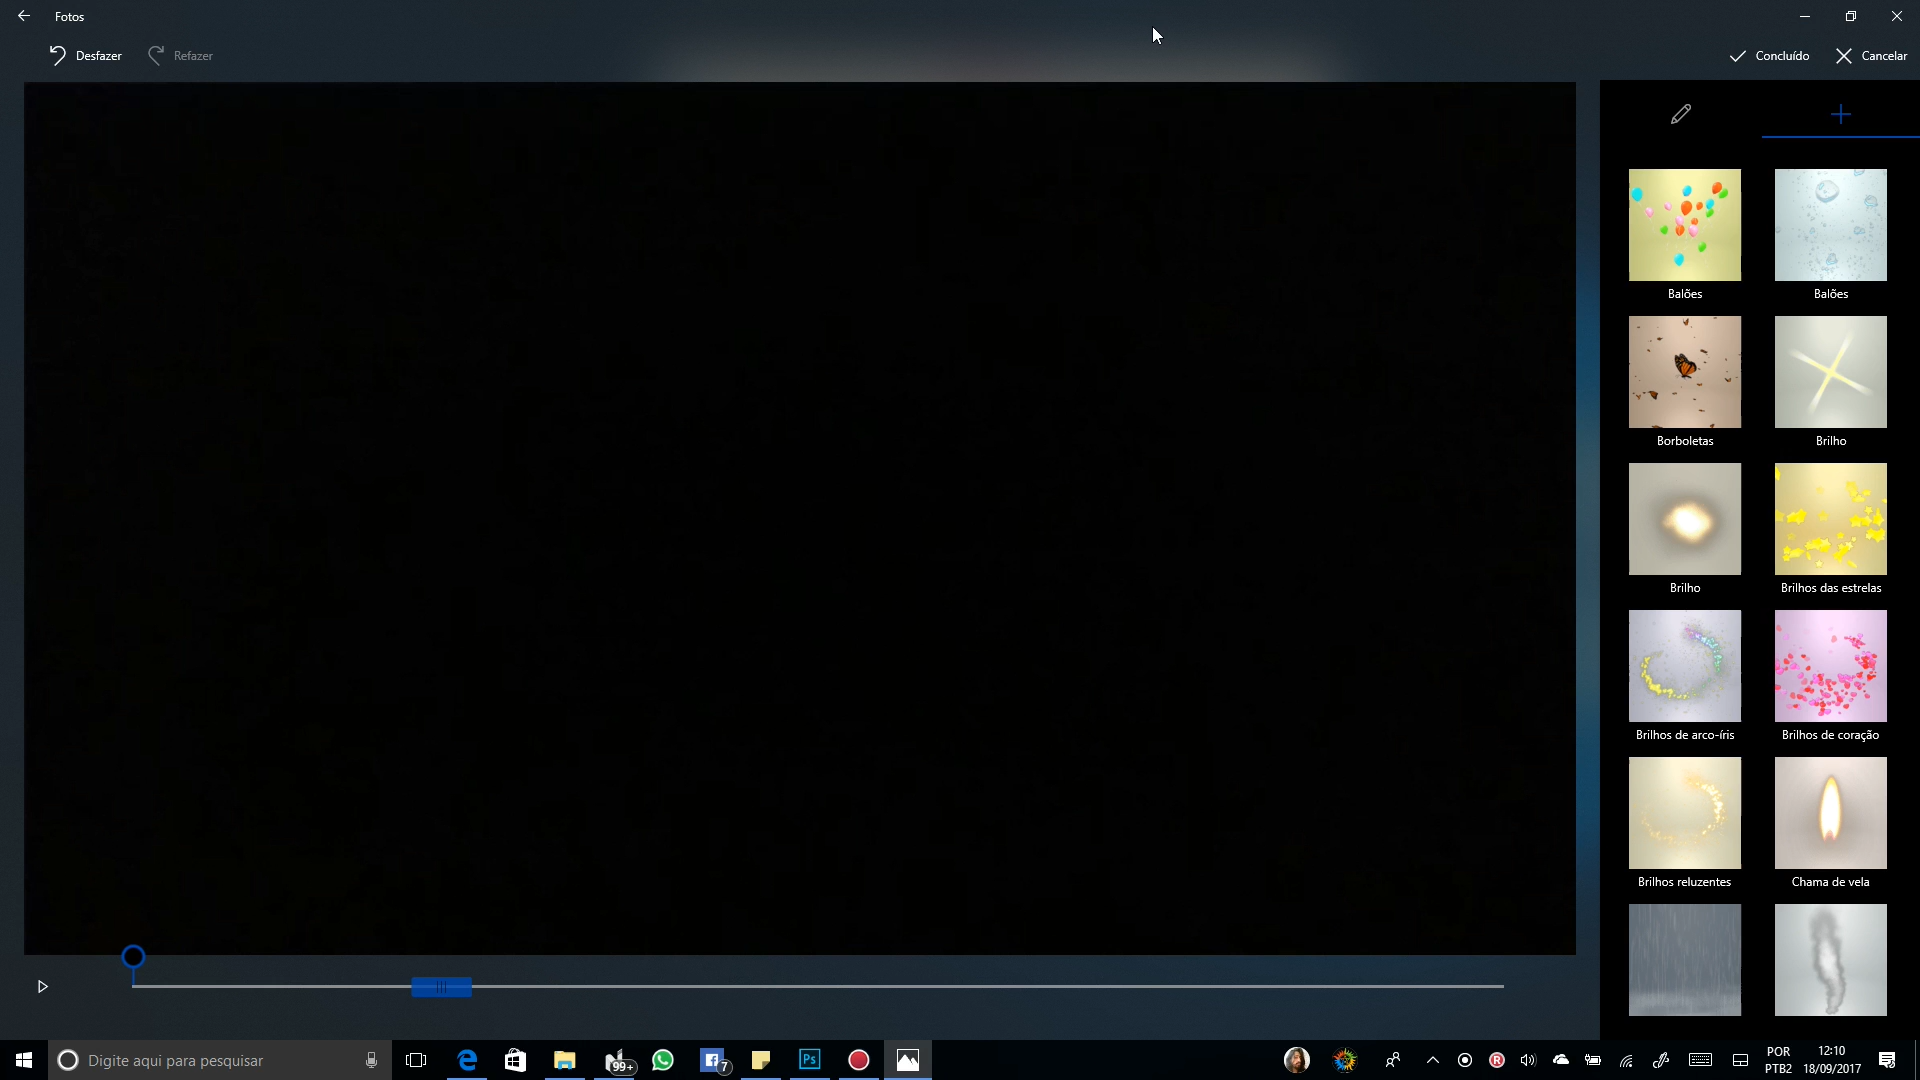 Fotos
Desfazer
Refazer
Concluído
Cancelar
Balões
Balões
Borboletas
Brilho
Brilho
Brilhos das estrelas
Brilhos de arco-íris
Brilhos de coração
Brilhos reluzentes
Chama de vela
Digite aqui para pesquisar
99+
7
Ps
R
POR
PTB2
12:10
18/09/2017